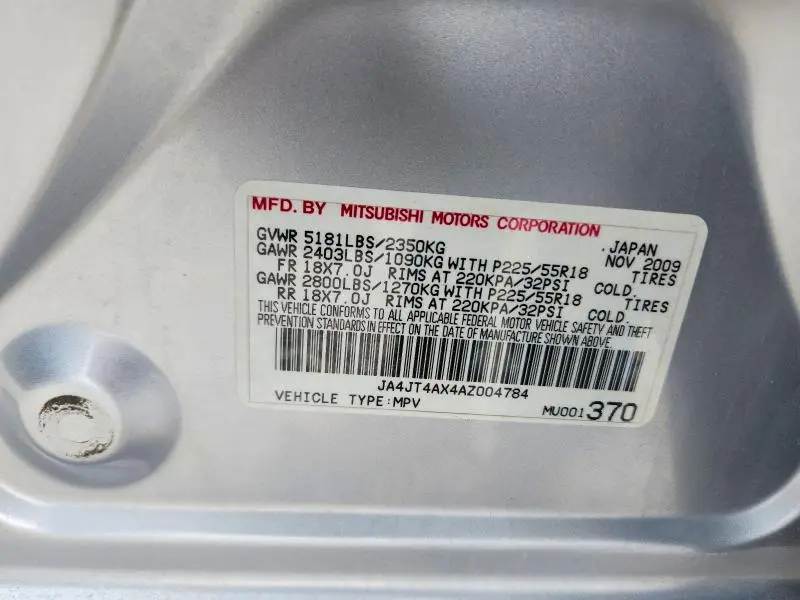 MFD. BY MITSUBISHI MOTORS CORPORATION
GVWR 5181LBS/2350KG . JAPAN
GAWR 2403LBS/1090KG WITH P225/55R18 NOV 2009
FR 18X7.0J RIMS AT 220KPA/32PSI COLD. TIRES
GAWR 2800LBS/1270KG WITH P225/55R18 TIRES
RR 18X7.0J RIMS AT 220KPA/32PSI COLD.
THIS VEHICLE CONFORMS TO ALL APPLICABLE FEDERAL MOTOR VEHICLE SAFETY AND THEFT
PREVENTION STANDARDS IN EFFECT ON THE DATE OF MANUFACTURE SHOWN ABOVE.
JA4JT4AX4AZ004784
VEHICLE TYPE:MPV MU001370